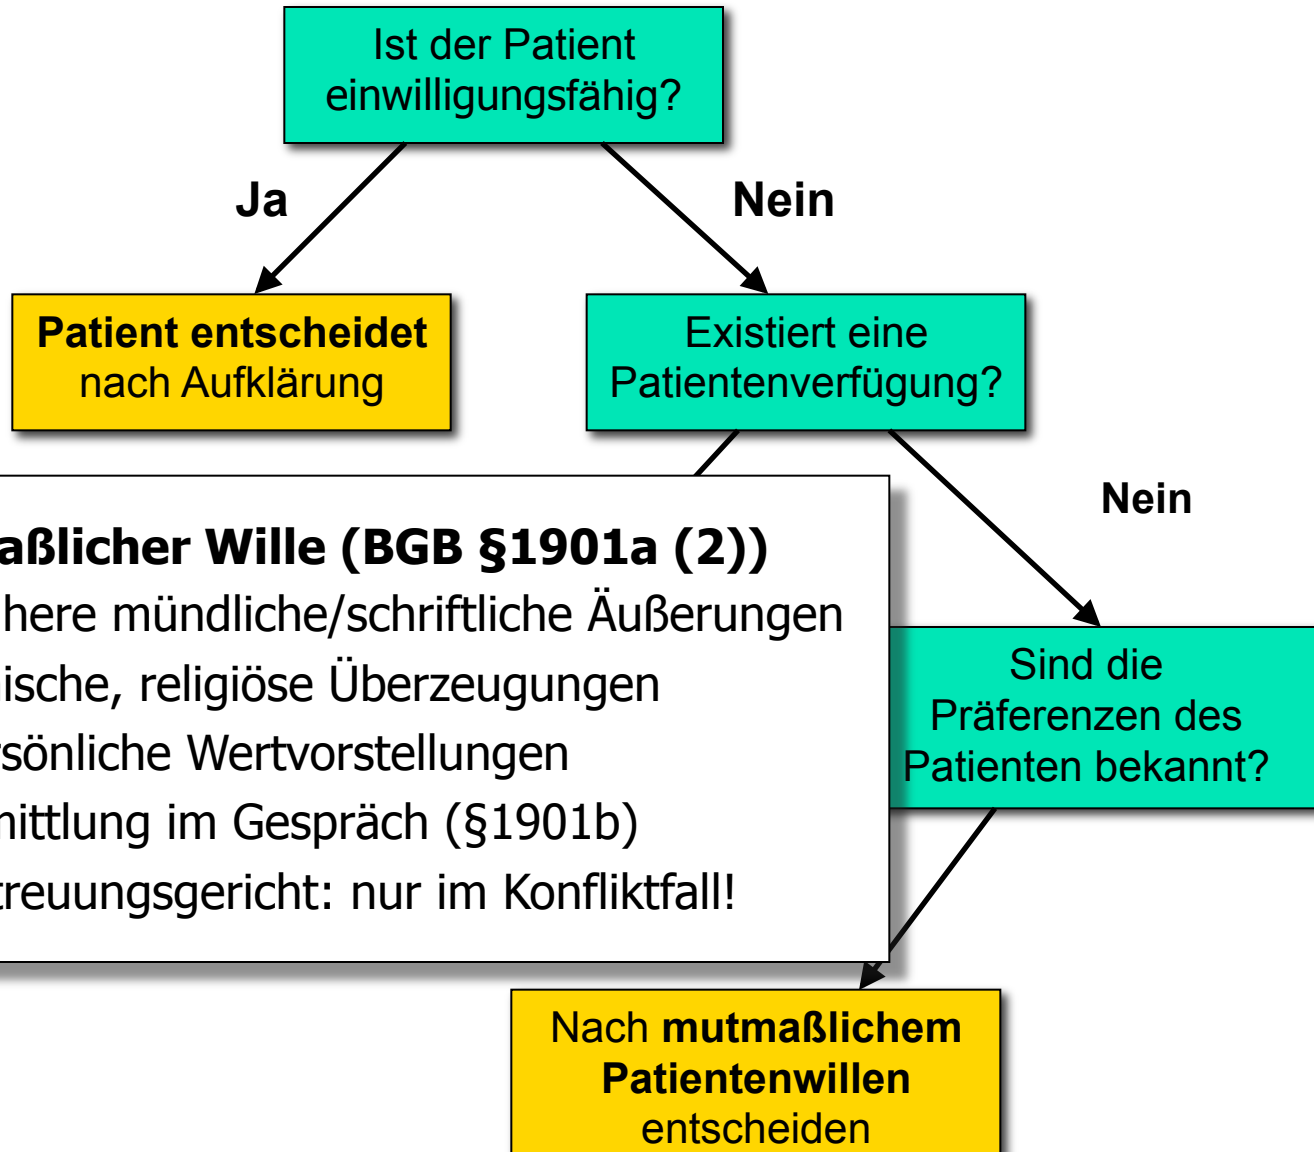 Ist der Patient
einwilligungsfähig?
Ja
Nein
Patient entscheidet
nach Aufklärung
Existiert eine
Patientenverfügung?
Nein
aßlicher Wille (BGB §1901a (2))
here mündliche/schriftliche Äußerungen
ische, religiöse Überzeugungen
sönliche Wertvorstellungen
mittlung im Gespräch (§1901b)
treuungsgericht: nur im Konfliktfall!
Sind die
Präferenzen des
Patienten bekannt?
Nach mutmaßlichem
Patientenwillen
entscheiden